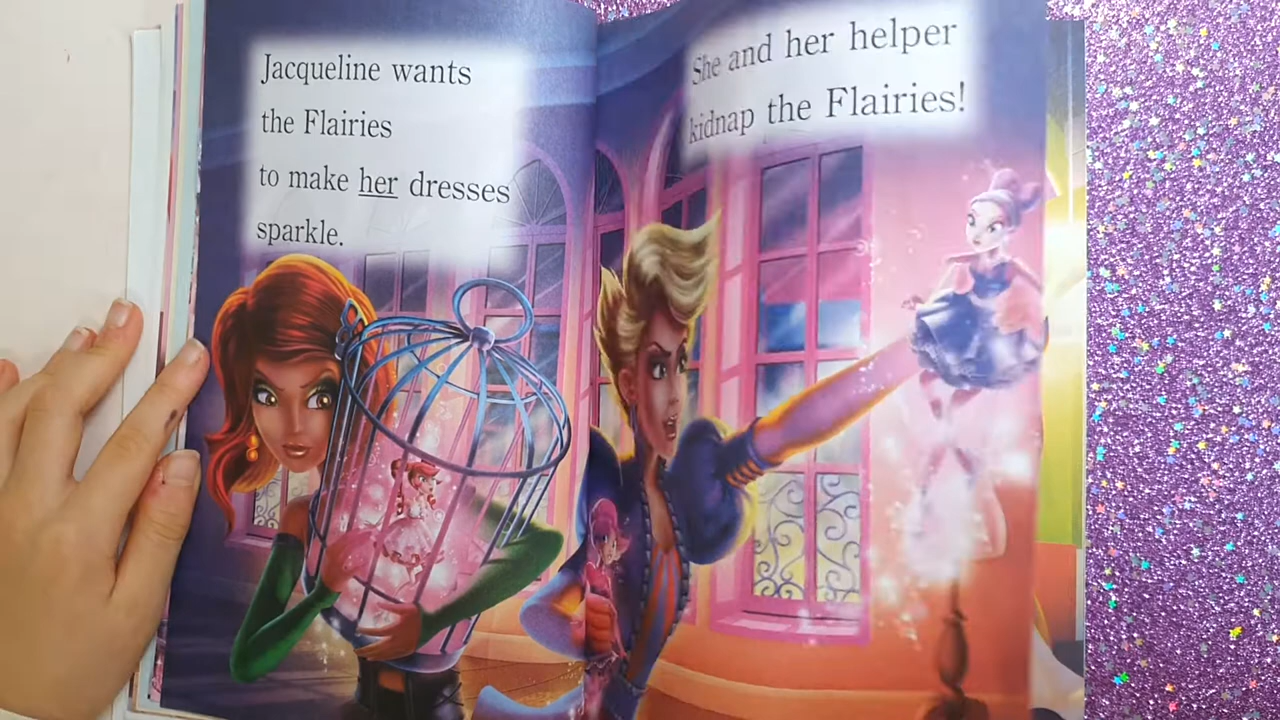 Jacqueline wants
the Flairies
to make her dresses
sparkle.
She and her helper
kidnap the Flairies!